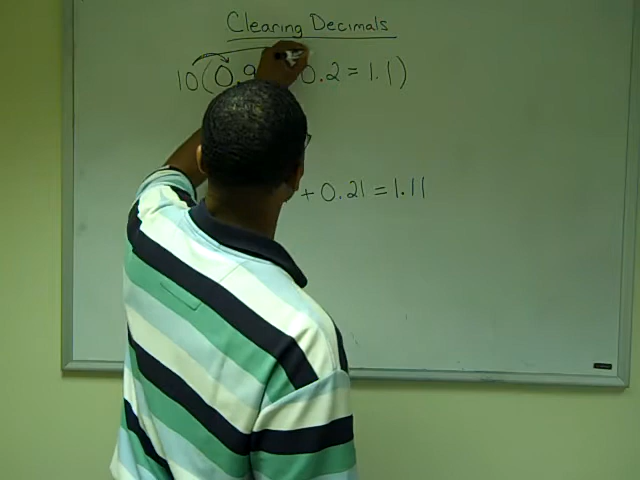 Clearing Decimals
10(0.9 0.2 = 1.1)
+ 0.21 = 1.11